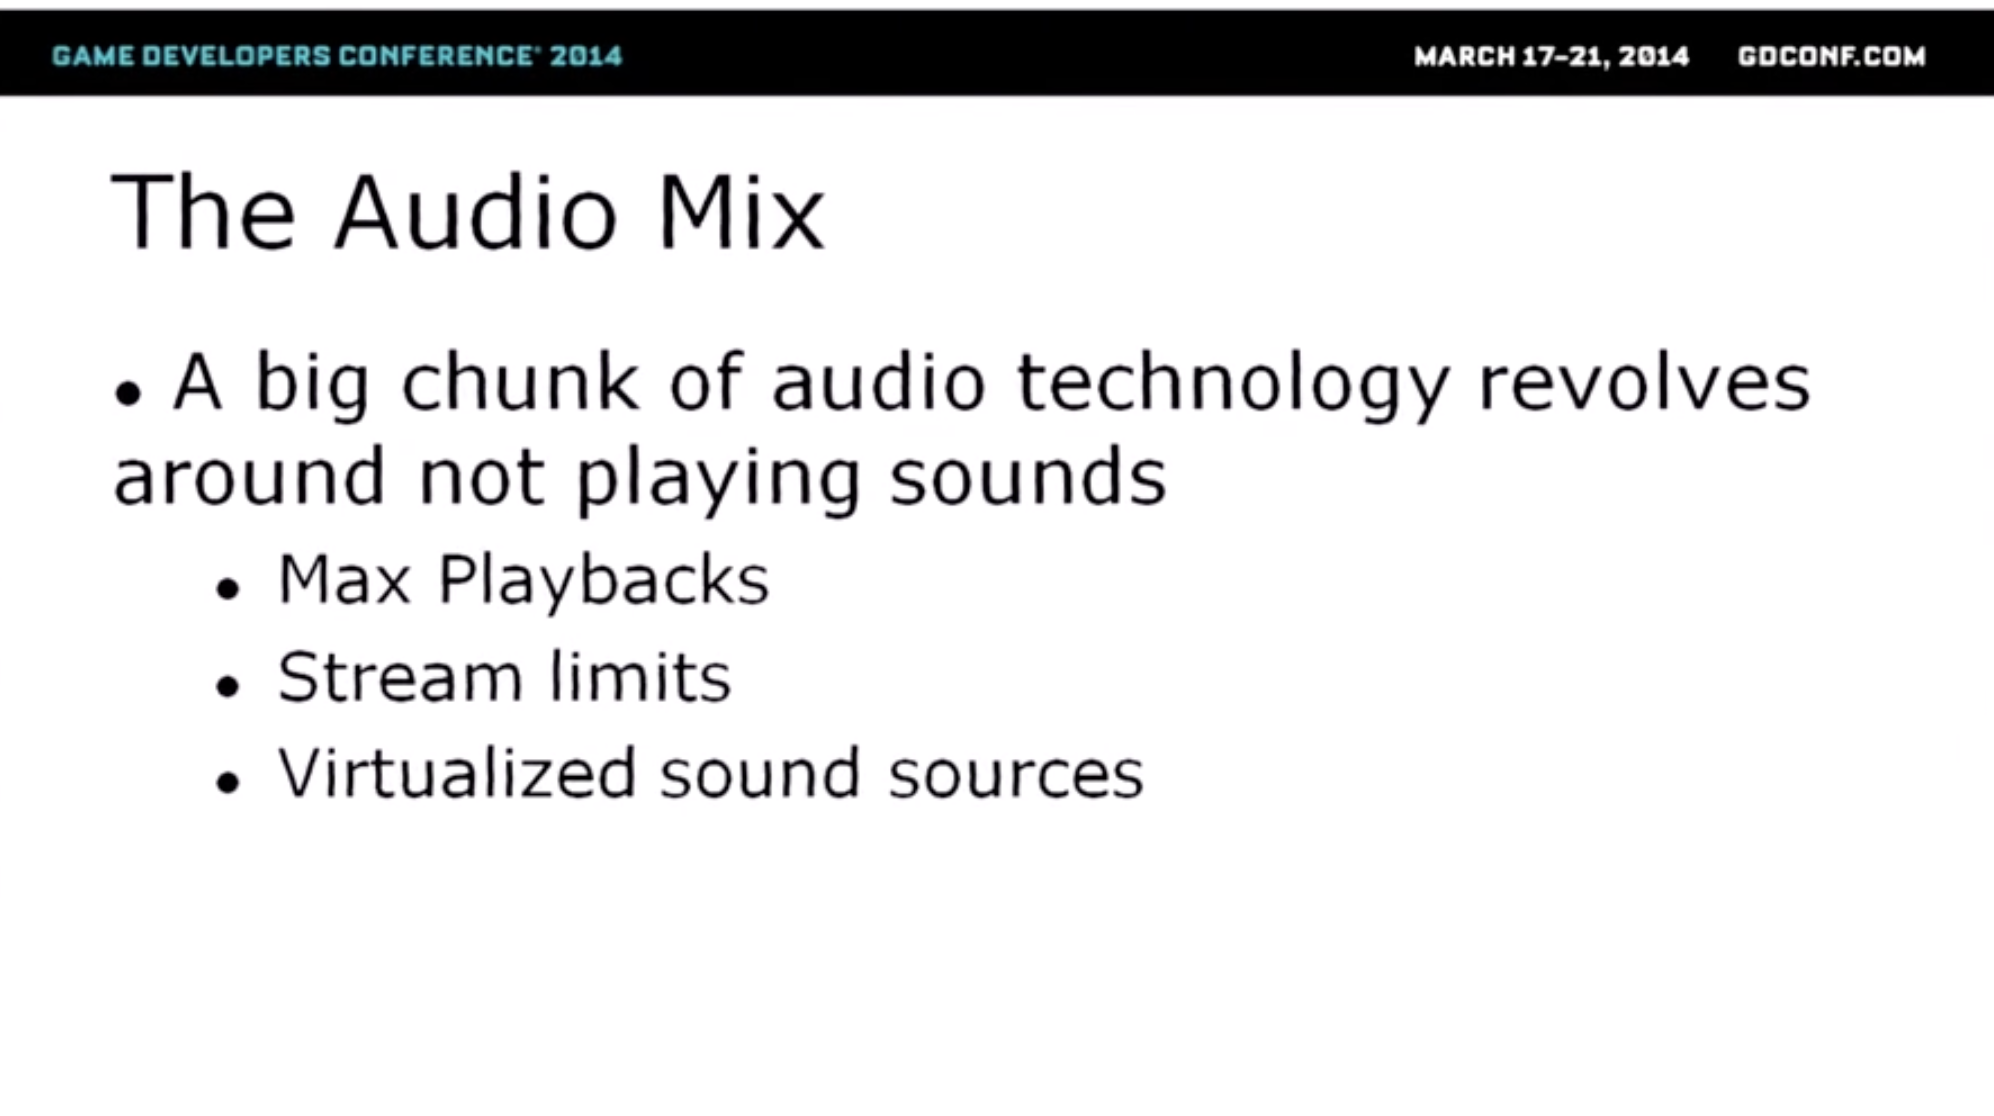 GAME DEVELOPERS CONFERENCE® 2014
MARCH 17–21, 2014 GDCONF.COM
The Audio Mix
• A big chunk of audio technology revolves
around not playing sounds
• Max Playbacks
• Stream limits
• Virtualized sound sources